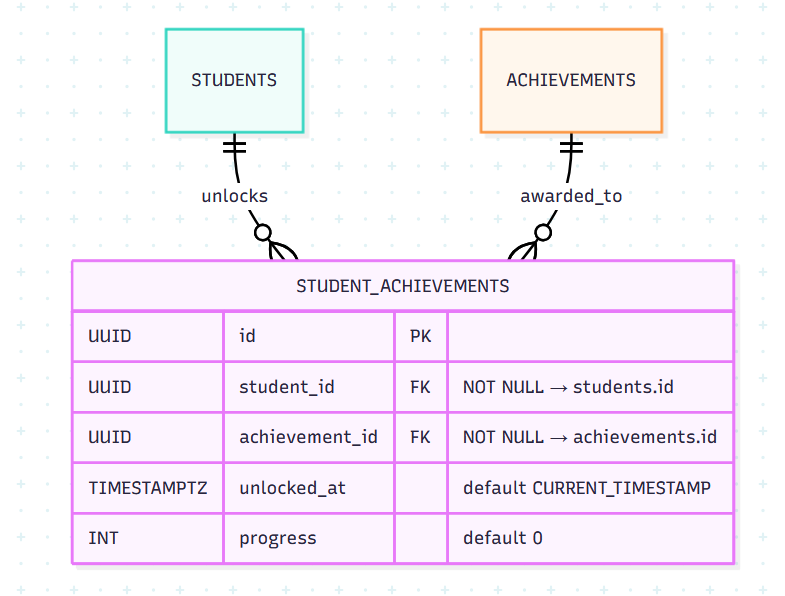 STUDENTS
ACHIEVEMENTS
unlocks
awarded_to
STUDENT_ACHIEVEMENTS
UUID id PK
UUID student_id FK NOT NULL → students.id
UUID achievement_id FK NOT NULL → achievements.id
TIMESTAMPTZ unlocked_at default CURRENT_TIMESTAMP
INT progress default 0